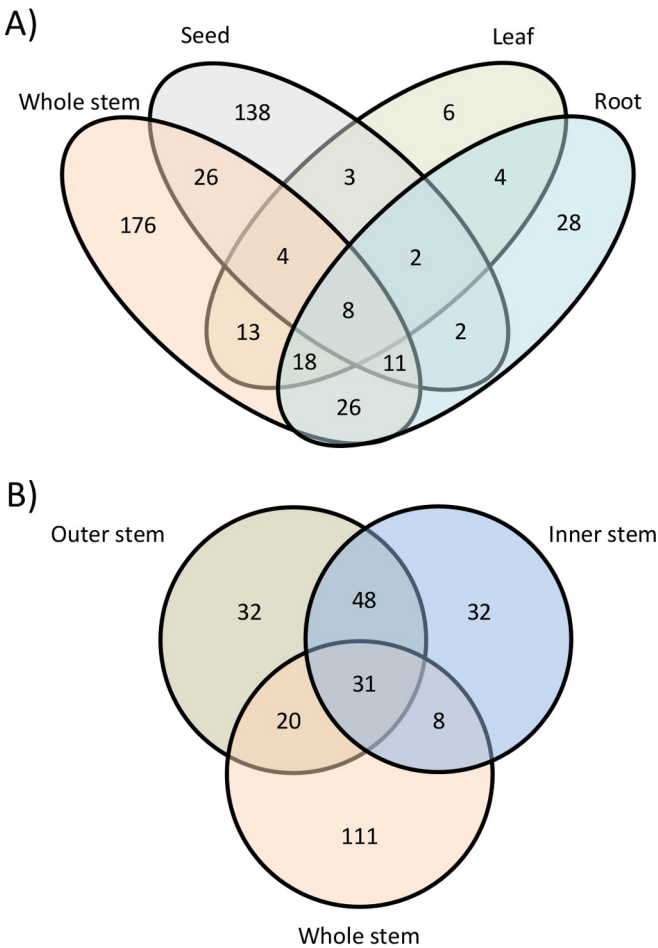 A)
Seed
Leaf
Whole stem
Root
138
6
26
3
4
176
28
4
2
8
13
2
18
11
26
B)
Outer stem
Inner stem
48
32
32
31
20
8
111
Whole stem